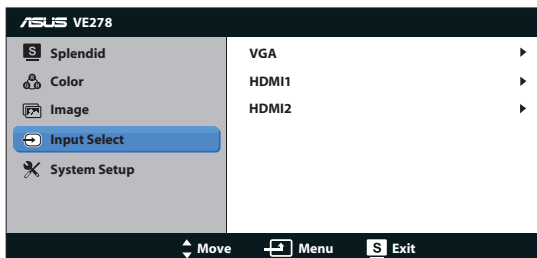 ASUS VE278
S Splendid
Color
Image
Input Select
System Setup
VGA
HDMI1
HDMI2
Move Menu S Exit